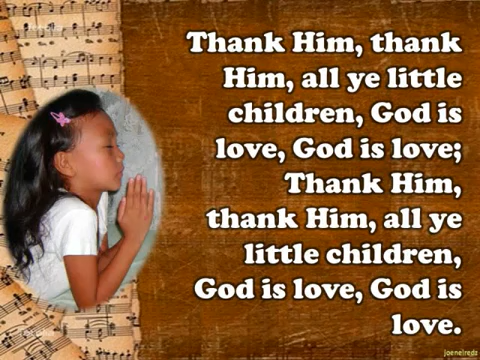 Thank Him, thank
Him, all ye little
children, God is
love, God is love;
Thank Him,
thank Him, all ye
little children,
God is love, God is
love.
joenelreds